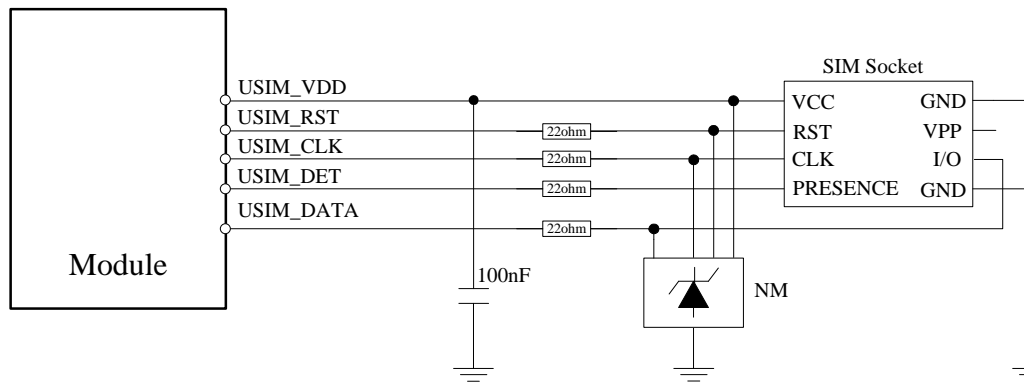 SIM Socket
USIM_VDD
VCC
GND
USIM_RST
22ohm
RST
VPP
USIM_CLK
22ohm
CLK
I/O
USIM_DET
22ohm
PRESENCE
GND
USIM_DATA
22ohm
Module
100nF
NM